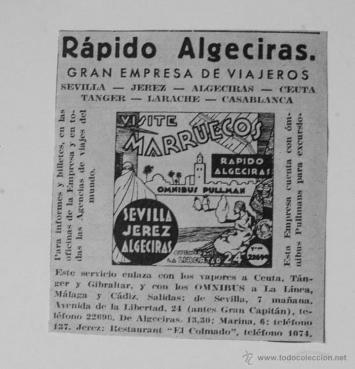 Rápido Algeciras.
GRAN EMPRESA DE VIAJEROS
SEVILLA — JEREZ — ALGECIRAS — CEUTA
TANGER — LARACHE — CASABLANCA
Para informes y billetes, en las
oficinas de la Empresa y en to-
das las Agencias de viajes del
mundo.
VISITE
MARRUECOS
RAPIDO
ALGECIRAS
OMNIBUS PULLMAN
SEVILLA
JEREZ
ALGECIRAS
24
22690
Esta Empresa cuenta con óm-
nibus Pullmans para excursio-
Este servicio enlaza con los vapores a Ceuta, Tán-
ger y Gibraltar, y con los OMNIBUS a La Línea,
Málaga y Cádiz. Salidas: de Sevilla, 7 mañana.
Avenida de la Libertad, 24 (antes Gran Capitán), te-
léfono 22690. De Algeciras, 13,30; Marina, 6; teléfono
137. Jerez: Restaurant "El Colmado", teléfono 1674.
© todocoleccion.net